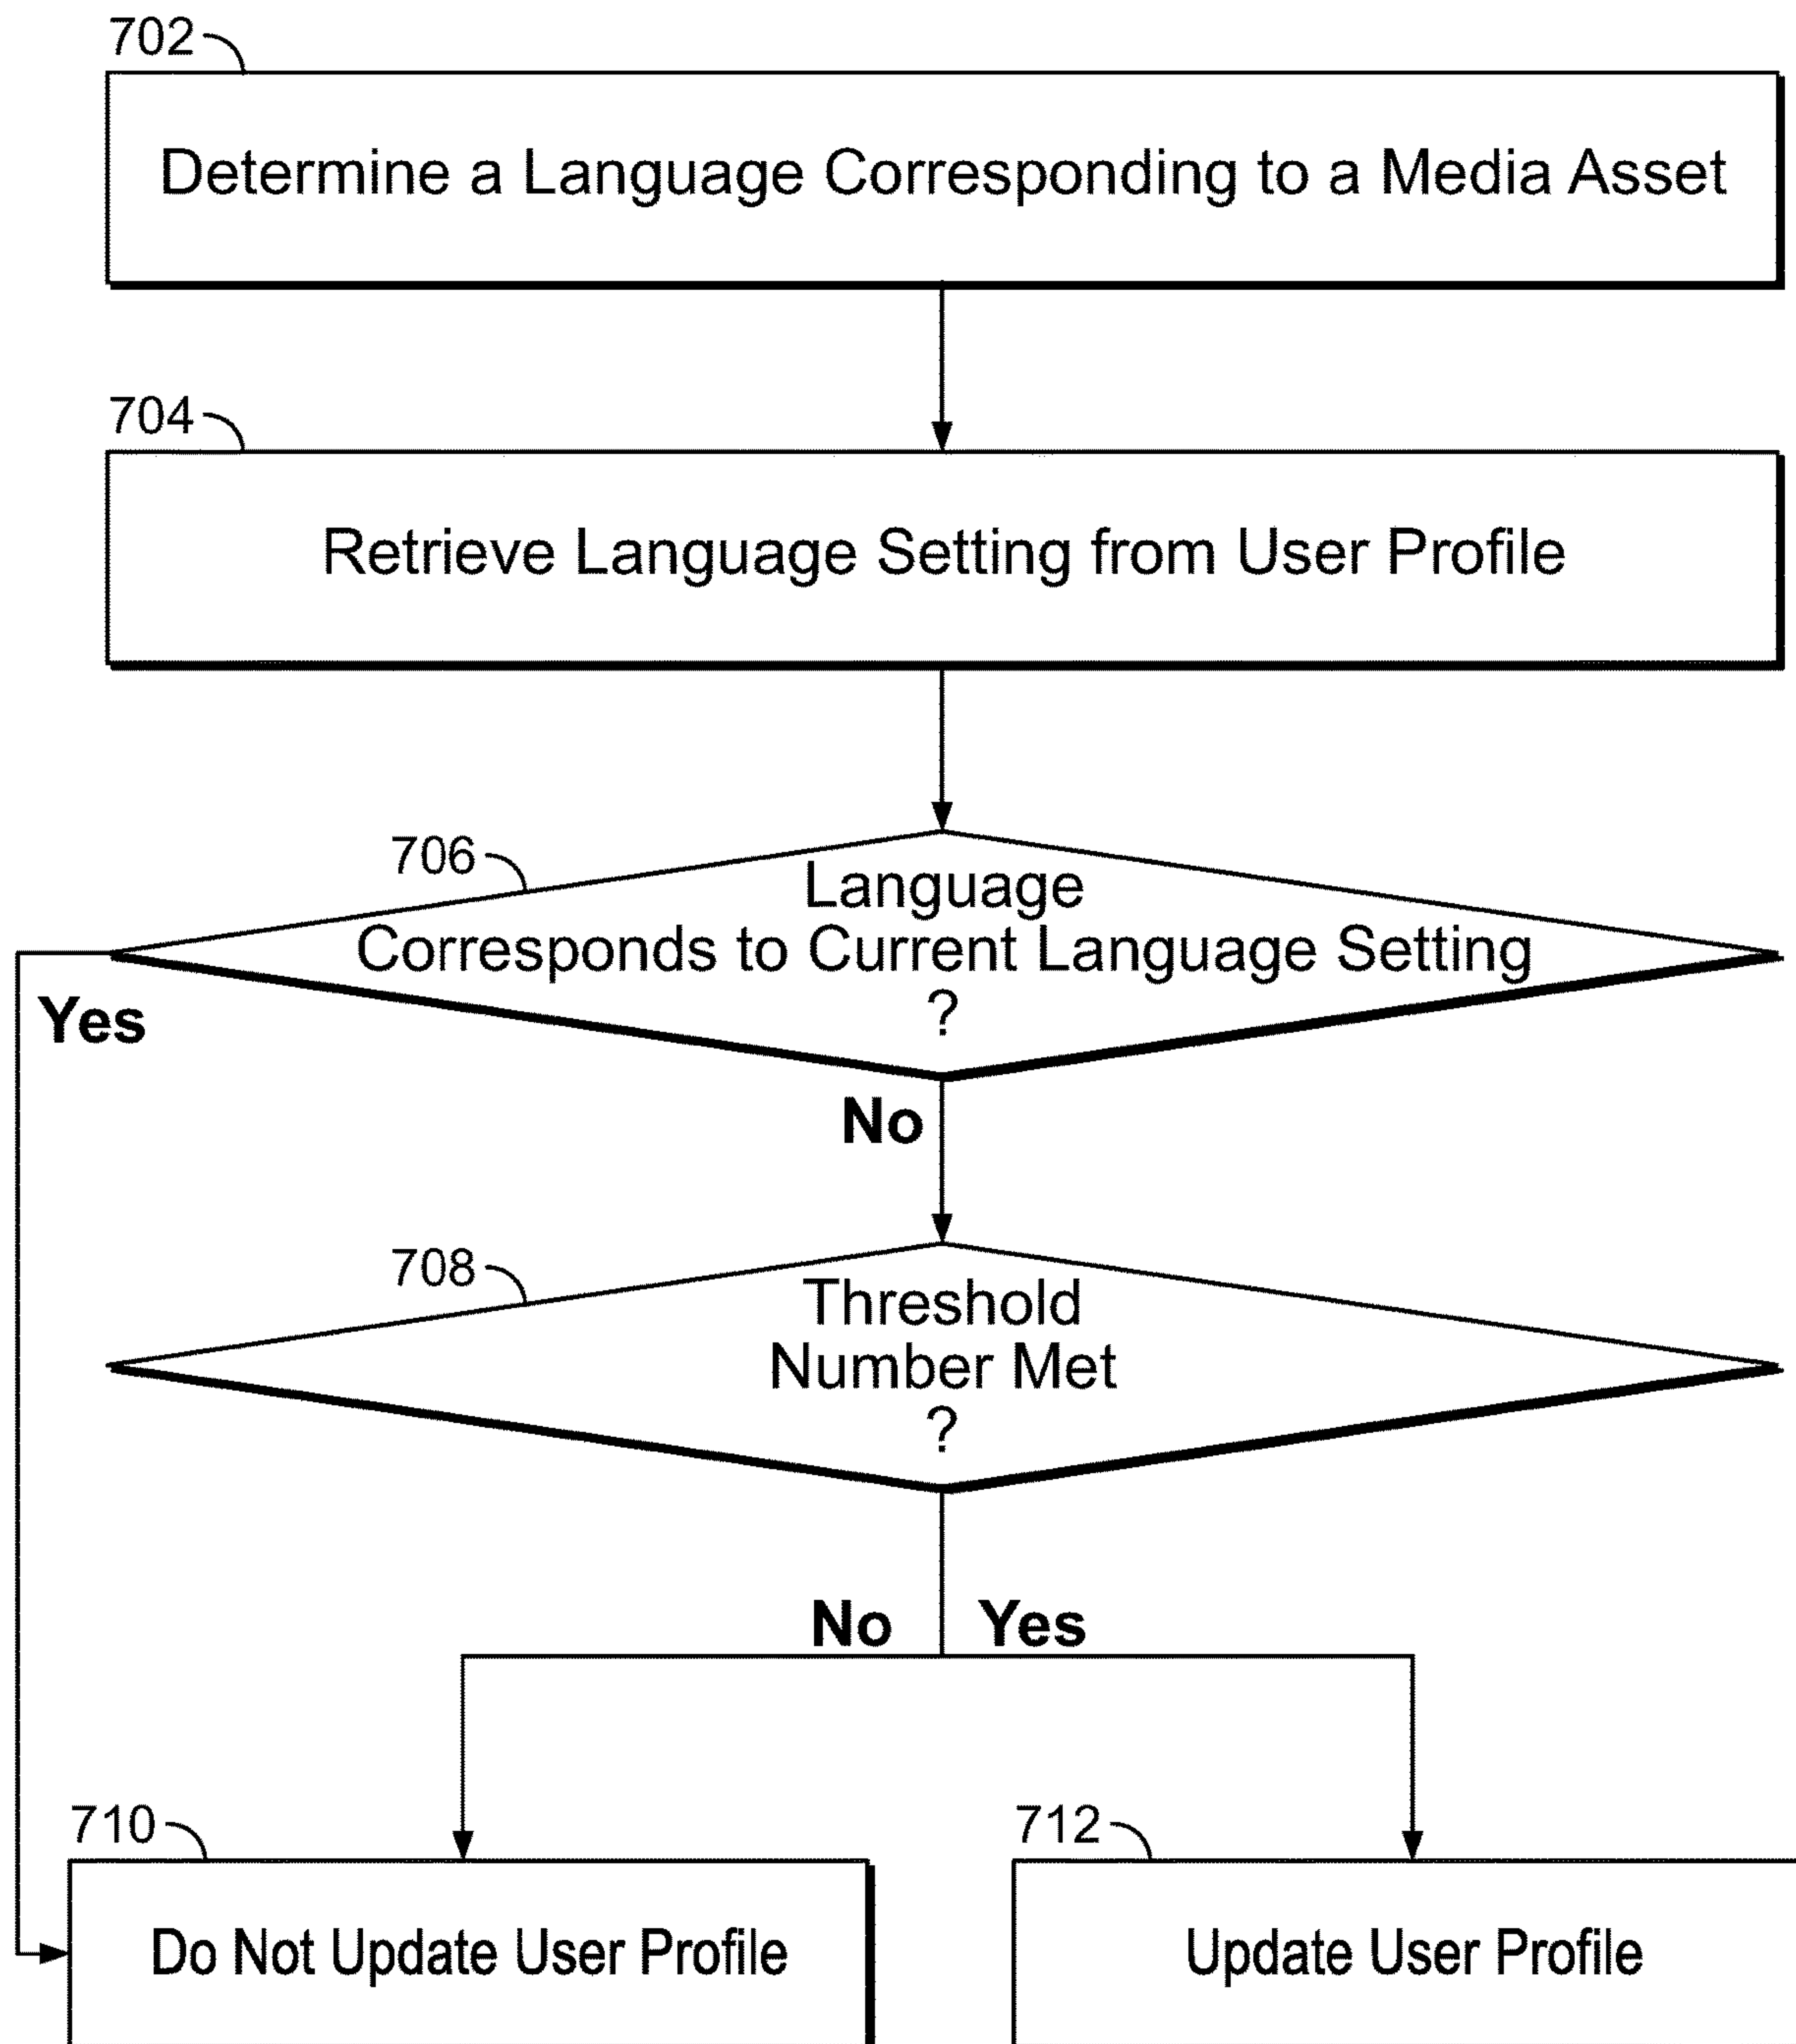 702
Determine a Language Corresponding to a Media Asset
704
Retrieve Language Setting from User Profile
706
Language
Corresponds to Current Language Setting
?
Yes
No
708
Threshold
Number Met
?
No Yes
710
Do Not Update User Profile
712
Update User Profile